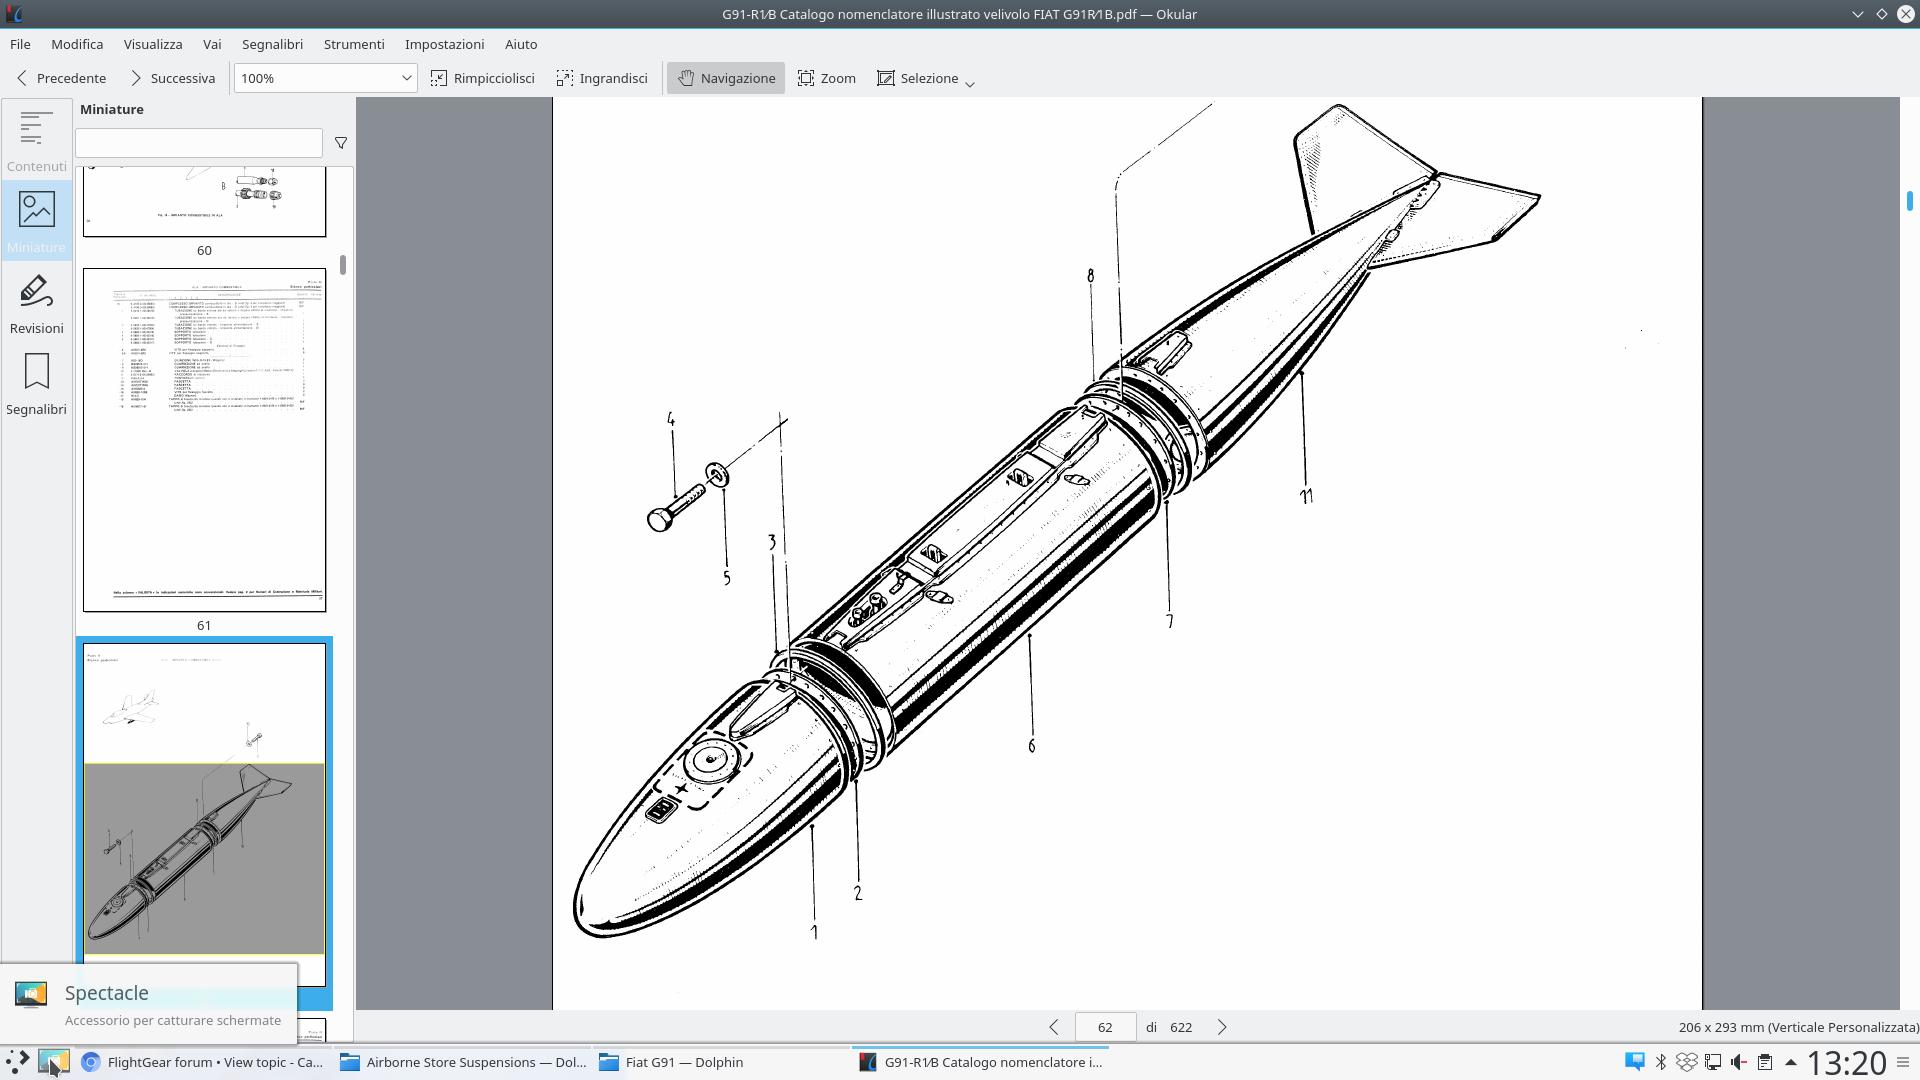 G91-R1/B Catalogo nomenclatore illustrato velivolo FIAT G91R/1B.pdf — Okular
File Modifica Visualizza Vai Segnalibri Strumenti Impostazioni Aiuto
Precedente Successiva 100% Rimpicciolisci Ingrandisci Navigazione Zoom Selezione
Miniature
Contenuti
Miniature
Revisioni
Segnalibri
60
61
8
4
3
5
11
7
6
2
1
Spectacle
Accessorio per catturare schermate
62 di 622
206 x 293 mm (Verticale Personalizzata)
FlightGear forum • View topic - Ca...
Airborne Store Suspensions — Dol...
Fiat G91 — Dolphin
G91-R1/B Catalogo nomenclatore i...
13:20